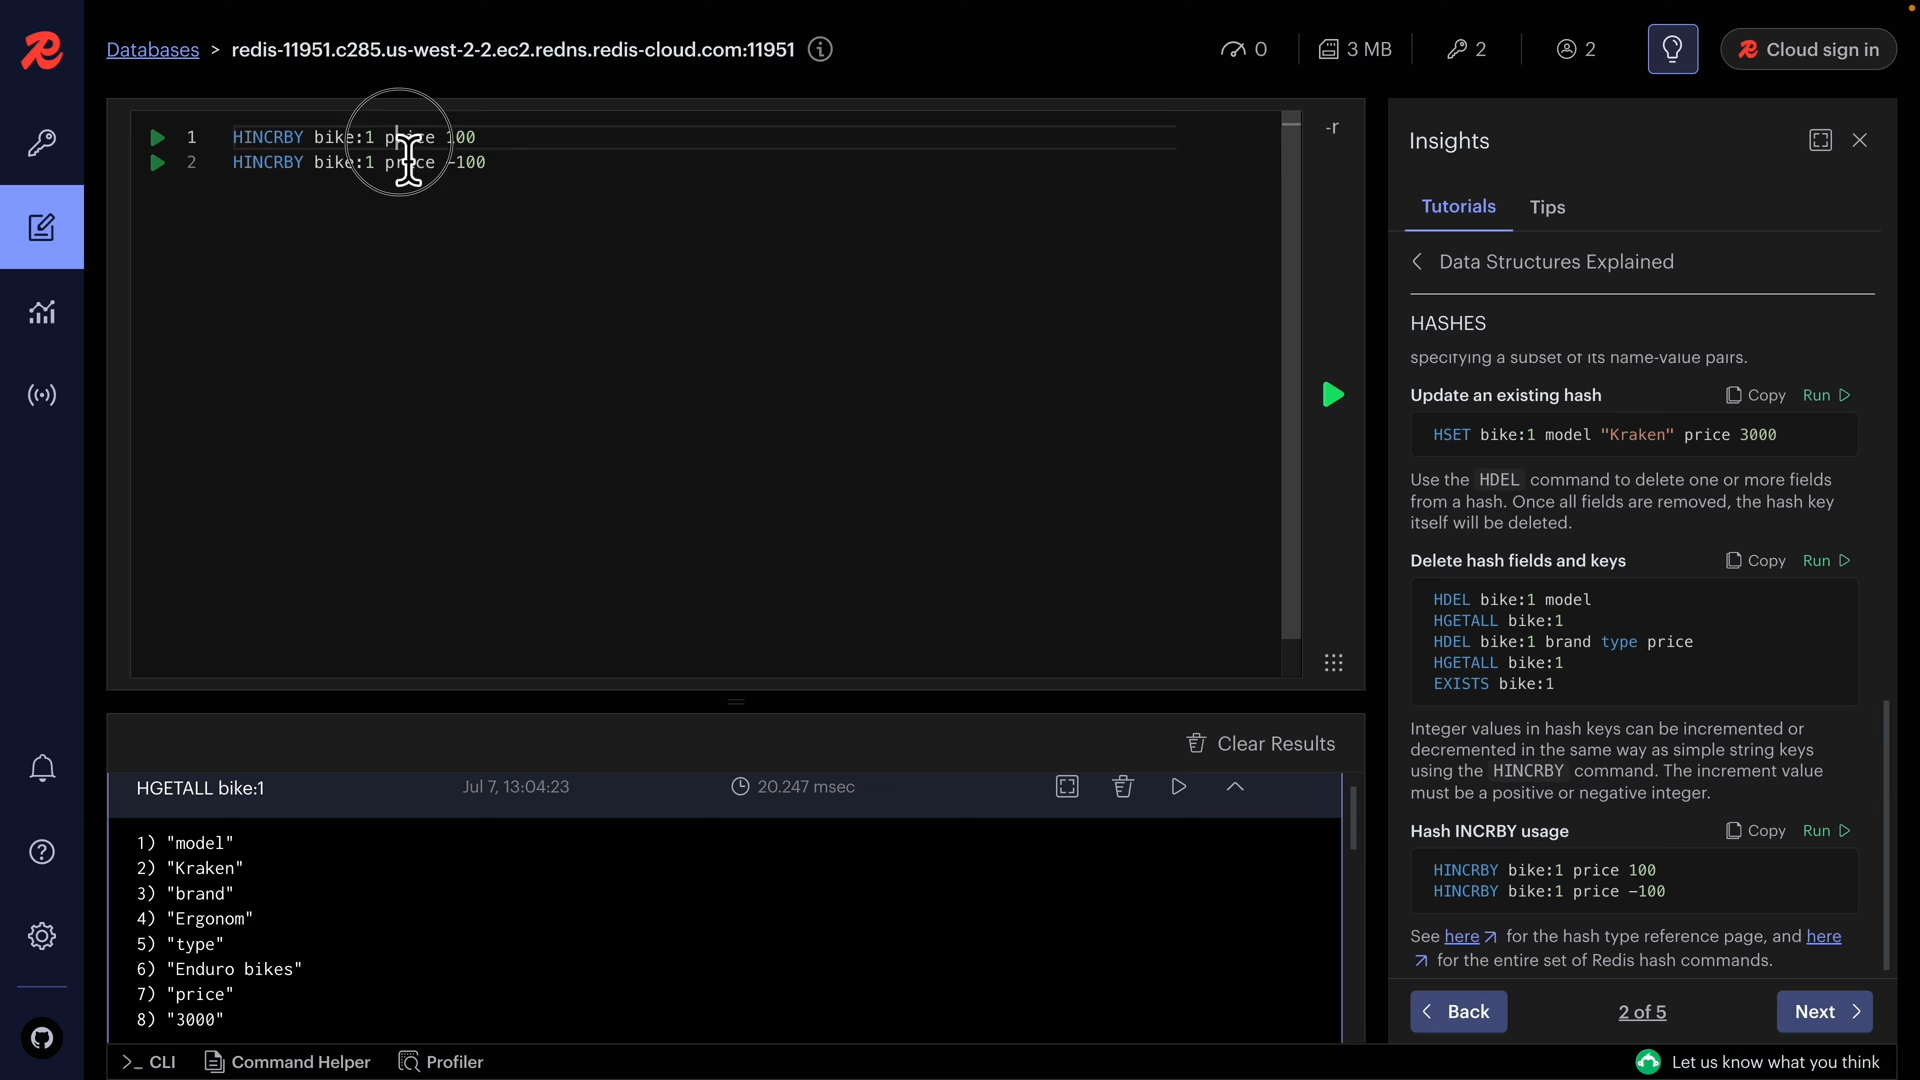 Databases > redis-11951.c285.us-west-2-2.ec2.redns.redis-cloud.com:11951
0
3 MB
2
2
Cloud sign in
1 HINCRBY bike:1 price 100
2 HINCRBY bike:1 price -100
-r
Clear Results
HGETALL bike:1 Jul 7, 13:04:23 20.247 msec
1) "model"
2) "Kraken"
3) "brand"
4) "Ergonom"
5) "type"
6) "Enduro bikes"
7) "price"
8) "3000"
Insights
Tutorials Tips
Data Structures Explained
HASHES
specifying a subset of its name-value pairs.
Update an existing hash Copy Run
HSET bike:1 model "Kraken" price 3000
Use the HDEL command to delete one or more fields
from a hash. Once all fields are removed, the hash key
itself will be deleted.
Delete hash fields and keys Copy Run
HDEL bike:1 model
HGETALL bike:1
HDEL bike:1 brand type price
HGETALL bike:1
EXISTS bike:1
Integer values in hash keys can be incremented or
decremented in the same way as simple string keys
using the HINCRBY command. The increment value
must be a positive or negative integer.
Hash INCRBY usage Copy Run
HINCRBY bike:1 price 100
HINCRBY bike:1 price -100
See here for the hash type reference page, and here
for the entire set of Redis hash commands.
Back 2 of 5 Next
>_ CLI Command Helper Profiler
Let us know what you think